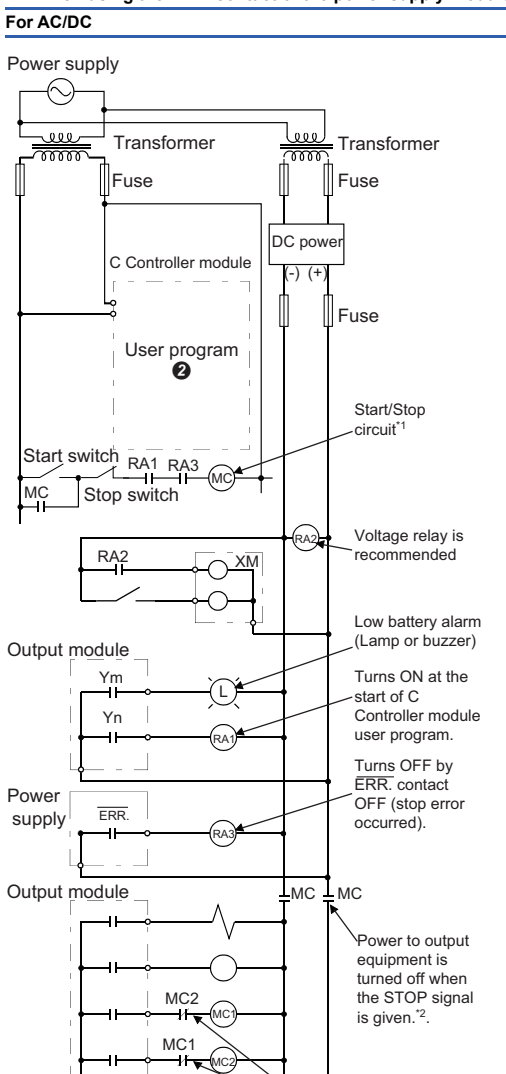 For AC/DC
Power supply
Transformer
Transformer
Fuse
Fuse
DC power
C Controller module
(-) (+)
Fuse
User program
❷
Start/Stop
circuit*1
Start switch
RA1 RA3
MC
MC
Stop switch
RA2
Voltage relay is
recommended
RA2
XM
Low battery alarm
(Lamp or buzzer)
Output module
Ym
L
Turns ON at the
start of C
Controller module
user program.
Yn
RA1
Turns OFF by
ERR. contact
OFF (stop error
occurred).
Power
supply
ERR.
RA3
Output module
MC MC
Power to output
equipment is
turned off when
the STOP signal
is given.*2.
MC2
MC1
MC1
MC2